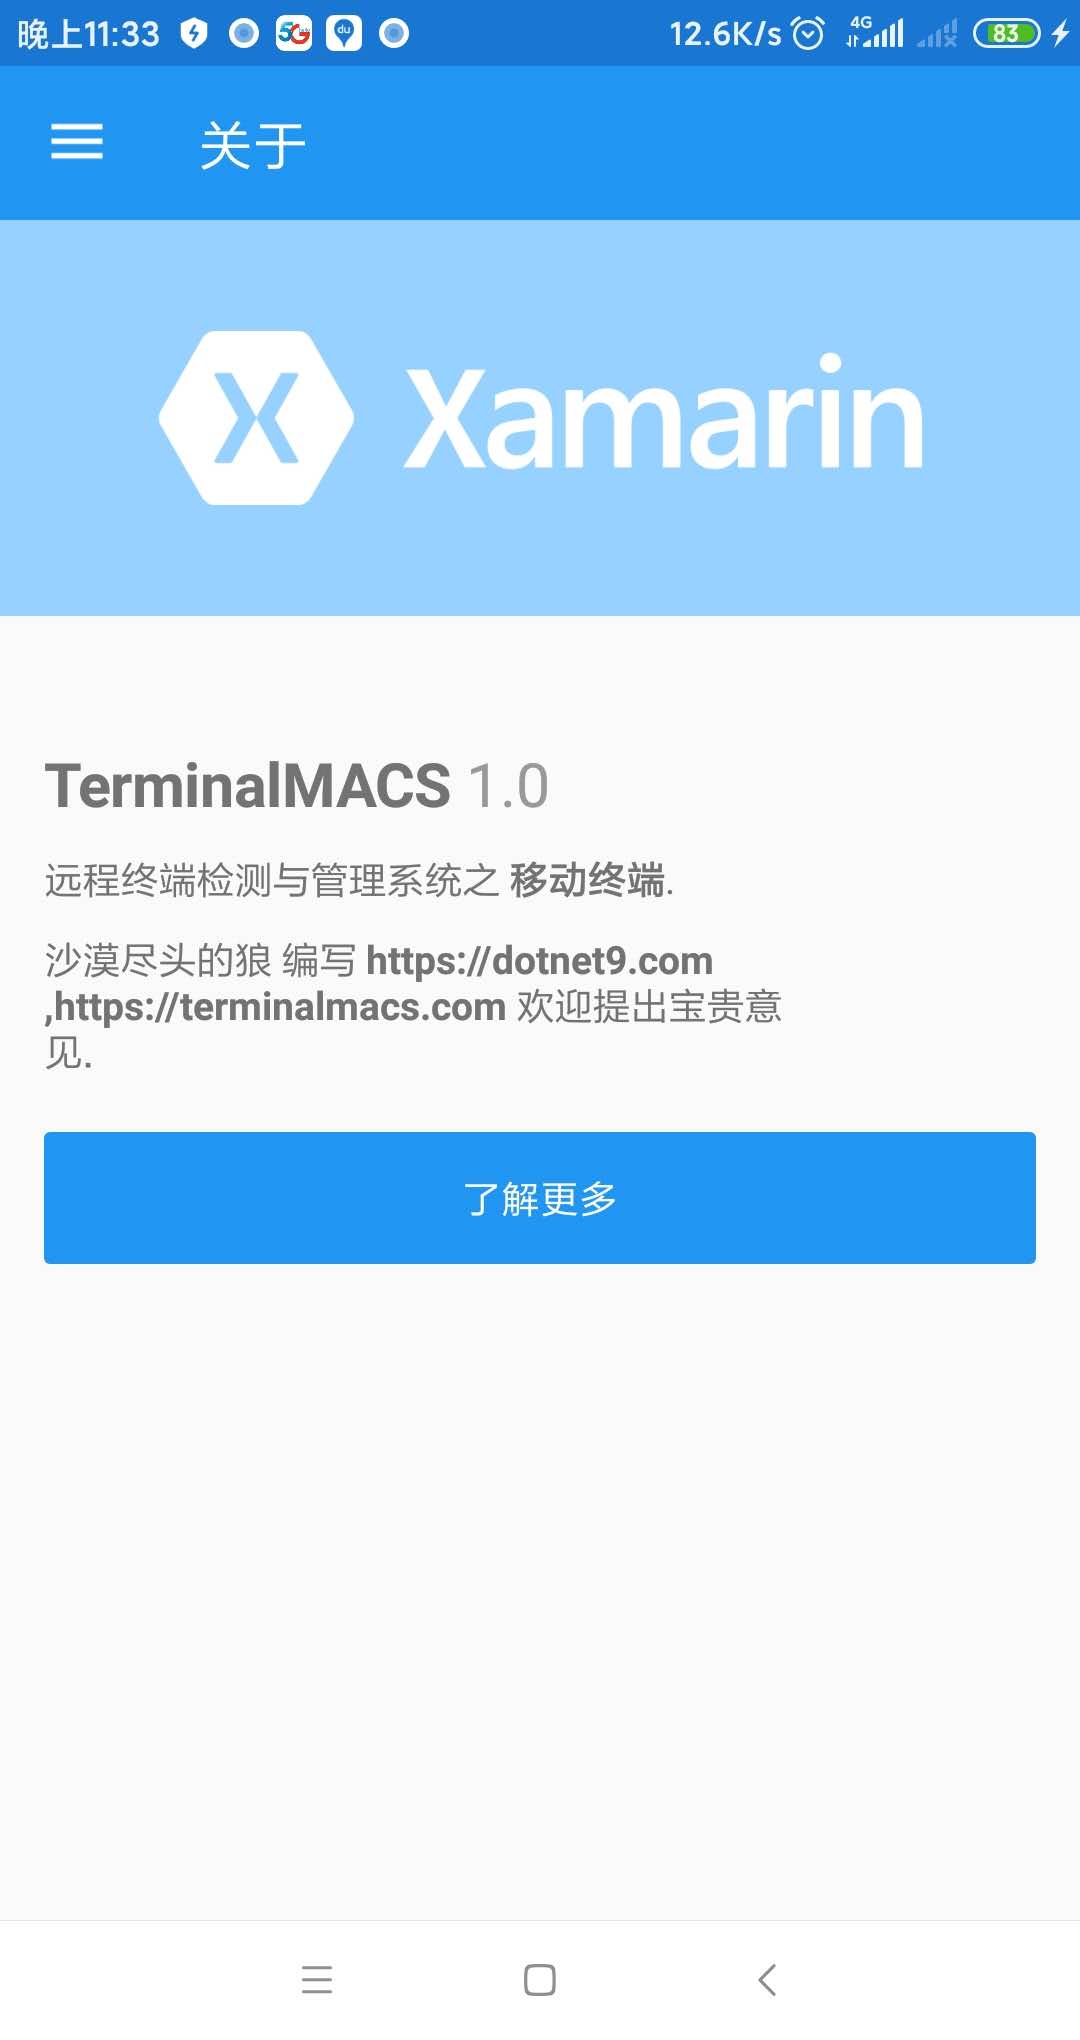 晚上11:33
12.6K/s
4G
83
5G
du
关于
Xamarin
TerminalMACS 1.0
远程终端检测与管理系统之 移动终端.
沙漠尽头的狼 编写 https://dotnet9.com
,https://terminalmacs.com 欢迎提出宝贵意
见.
了解更多